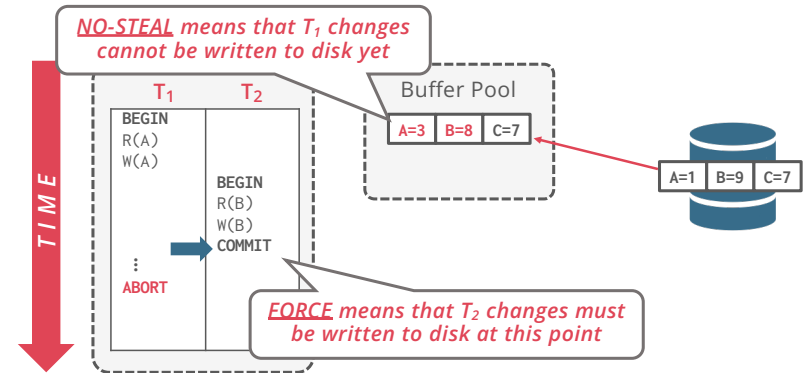 NO-STEAL means that T₁ changes
cannot be written to disk yet
TIME
T₁ T₂
BEGIN
R(A)
W(A)
BEGIN
R(B)
W(B)
COMMIT
⋮
ABORT
Buffer Pool
A=3 B=8 C=7
A=1 B=9 C=7
FORCE means that T₂ changes must
be written to disk at this point